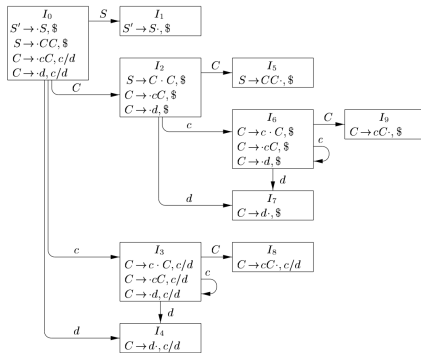 I₀
S′ → ·S, $
S → ·CC, $
C → ·cC, c/d
C → ·d, c/d
S
I₁
S′ → S·, $
C
I₂
S → C · C, $
C → ·cC, $
C → ·d, $
C
I₅
S → CC·, $
c
I₆
C → c · C, $
C → ·cC, $
C → ·d, $
C
I₉
C → cC·, $
c
d
d
I₇
C → d·, $
c
I₃
C → c · C, c/d
C → ·cC, c/d
C → ·d, c/d
C
I₈
C → cC·, c/d
c
d
d
I₄
C → d·, c/d